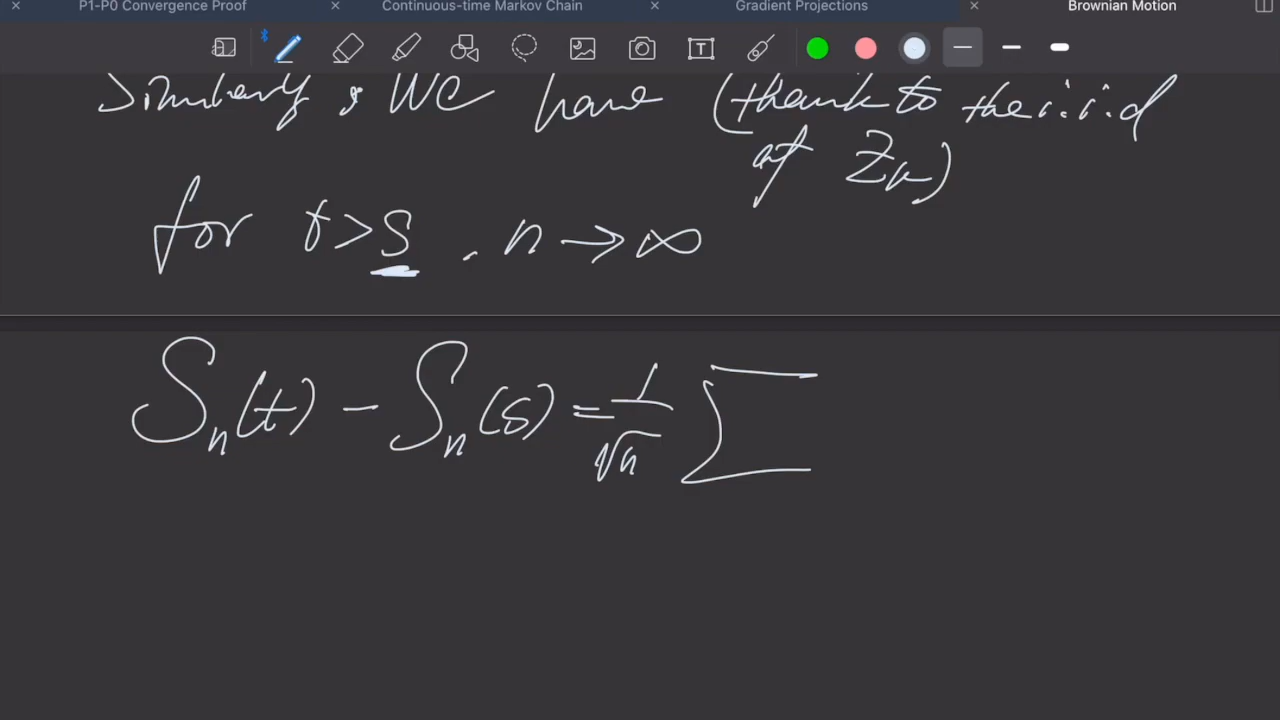 P1-P0 Convergence Proof Continuous-time Markov Chain Gradient Projections Brownian Motion
T
Similarly, we have (thank to the i.i.d
of Zk)
for t > s, n → ∞
Sn(t) - Sn(s) = 1/√n ∑